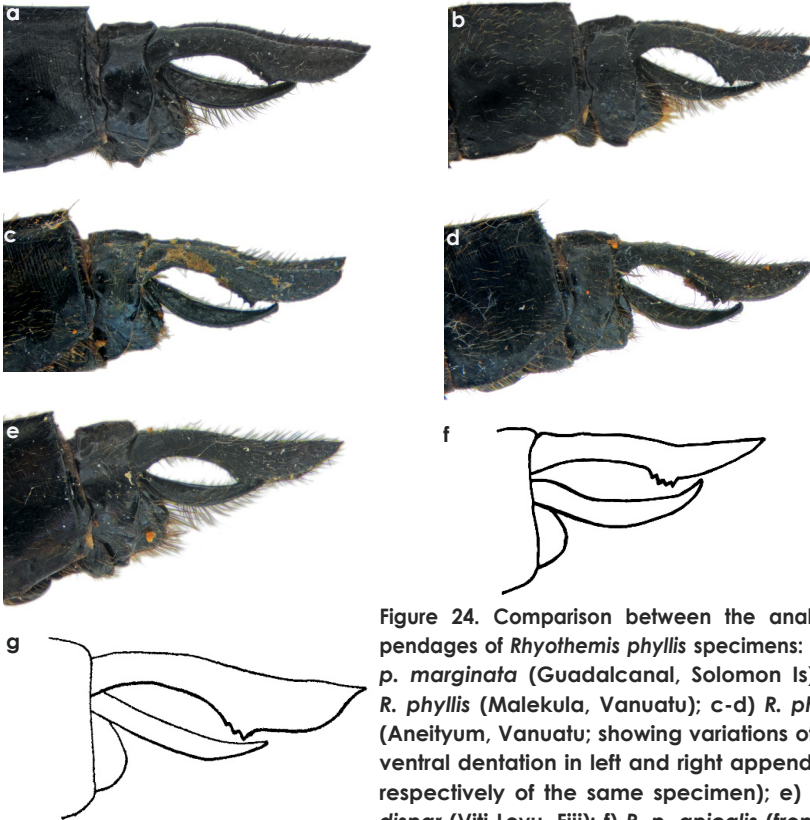 a
b
c
d
e
f
g
Figure 24. Comparison between the anal
pendages of Rhyothemis phyllis specimens:
p. marginata (Guadalcanal, Solomon Is)
R. phyllis (Malekula, Vanuatu); c-d) R. ph
(Aneityum, Vanuatu; showing variations of
ventral dentation in left and right append
respectively of the same specimen); e)
dispar (Viti Levu, Fiji); f) R. p. apicalis (from